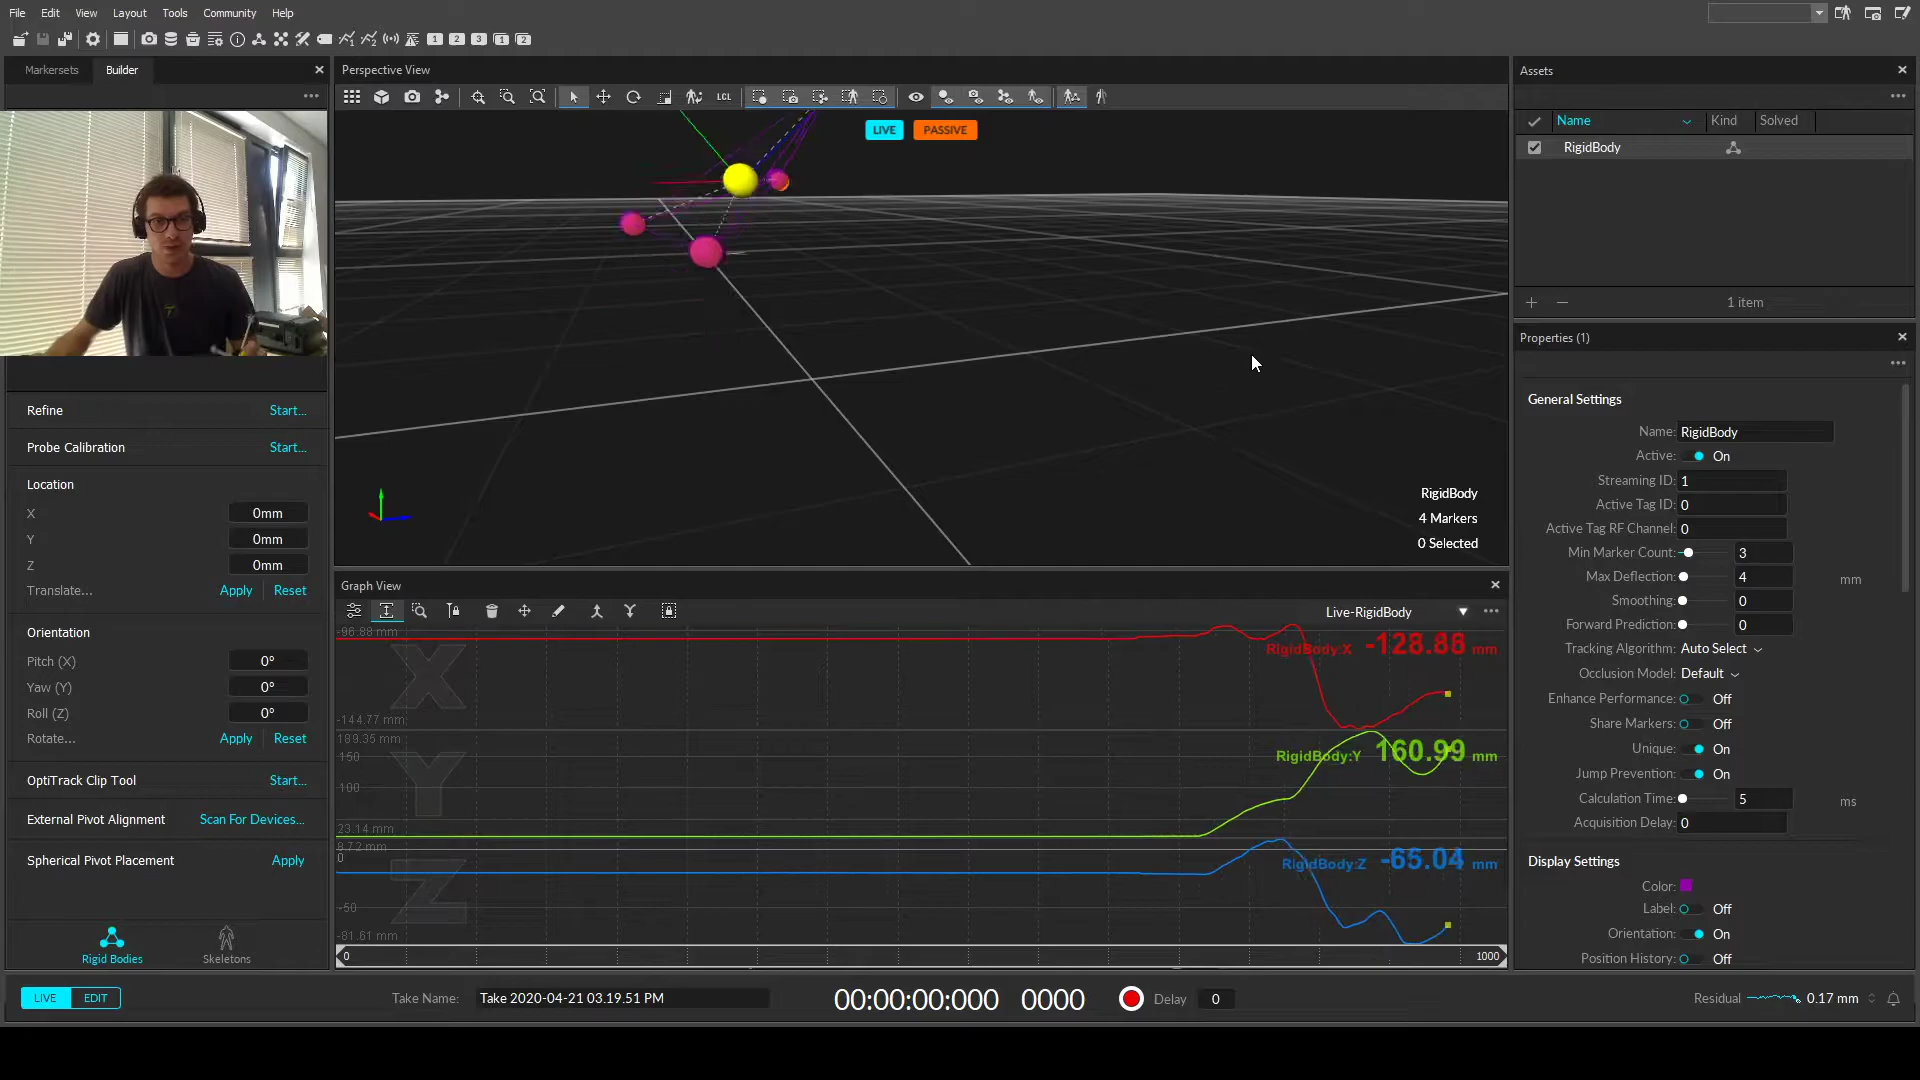 File Edit View Layout Tools Community Help
1 2 3 1 2
Markersets Builder
Perspective View
Assets
LCL
LIVE PASSIVE
Name Kind Solved
RigidBody
1 item
Properties (1)
General Settings
Name: RigidBody
Active: On
Streaming ID: 1
Active Tag ID: 0
Active Tag RF Channel: 0
Min Marker Count: 3
Max Deflection: 4 mm
Smoothing: 0
Forward Prediction: 0
Tracking Algorithm: Auto Select
Occlusion Model: Default
Enhance Performance: Off
Share Markers: Off
Unique: On
Jump Prevention: On
Calculation Time: 5 ms
Acquisition Delay: 0
Display Settings
Color:
Label: Off
Orientation: On
Position History: Off
Refine Start...
Probe Calibration Start...
Location
X 0mm
Y 0mm
Z 0mm
Translate... Apply Reset
Orientation
Pitch (X) 0°
Yaw (Y) 0°
Roll (Z) 0°
Rotate... Apply Reset
OptiTrack Clip Tool Start...
External Pivot Alignment Scan For Devices...
Spherical Pivot Placement Apply
Rigid Bodies Skeletons
RigidBody
4 Markers
0 Selected
Graph View
Live-RigidBody
-96.88 mm
X
RigidBody:X -128.88 mm
-144.77 mm
189.35 mm
150
Y
RigidBody:Y 160.99 mm
100
23.14 mm
8.72 mm
0
Z
RigidBody:Z -65.04 mm
-50
-81.61 mm
0 1000
LIVE EDIT
Take Name: Take 2020-04-21 03.19.51 PM
00:00:00:000 0000
Delay 0
Residual 0.17 mm